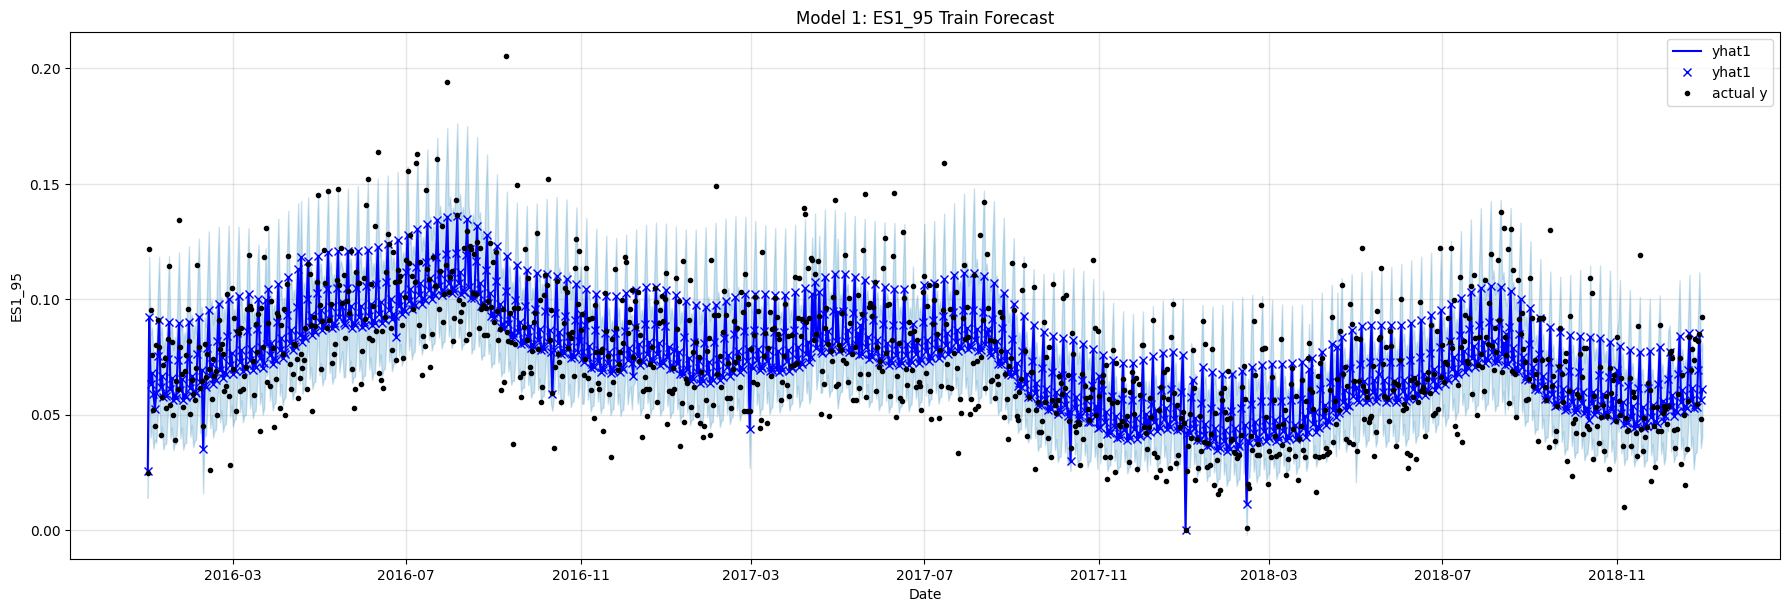 Model 1: ES1_95 Train Forecast
yhat1
yhat1
actual y
0.20
0.15
0.10
0.05
0.00
ES1_95
2016-03 2016-07 2016-11 2017-03 2017-07 2017-11 2018-03 2018-07 2018-11
Date